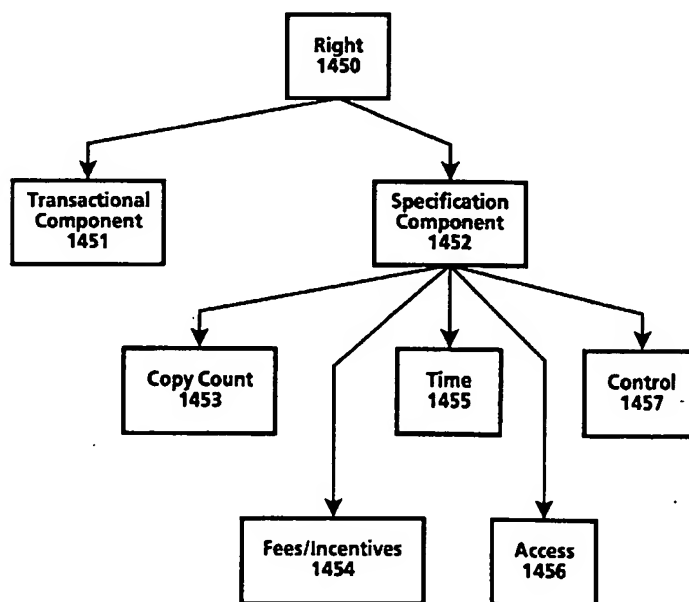 Right
1450
Transactional
Component
1451
Specification
Component
1452
Copy Count
1453
Time
1455
Control
1457
Fees/Incentives
1454
Access
1456